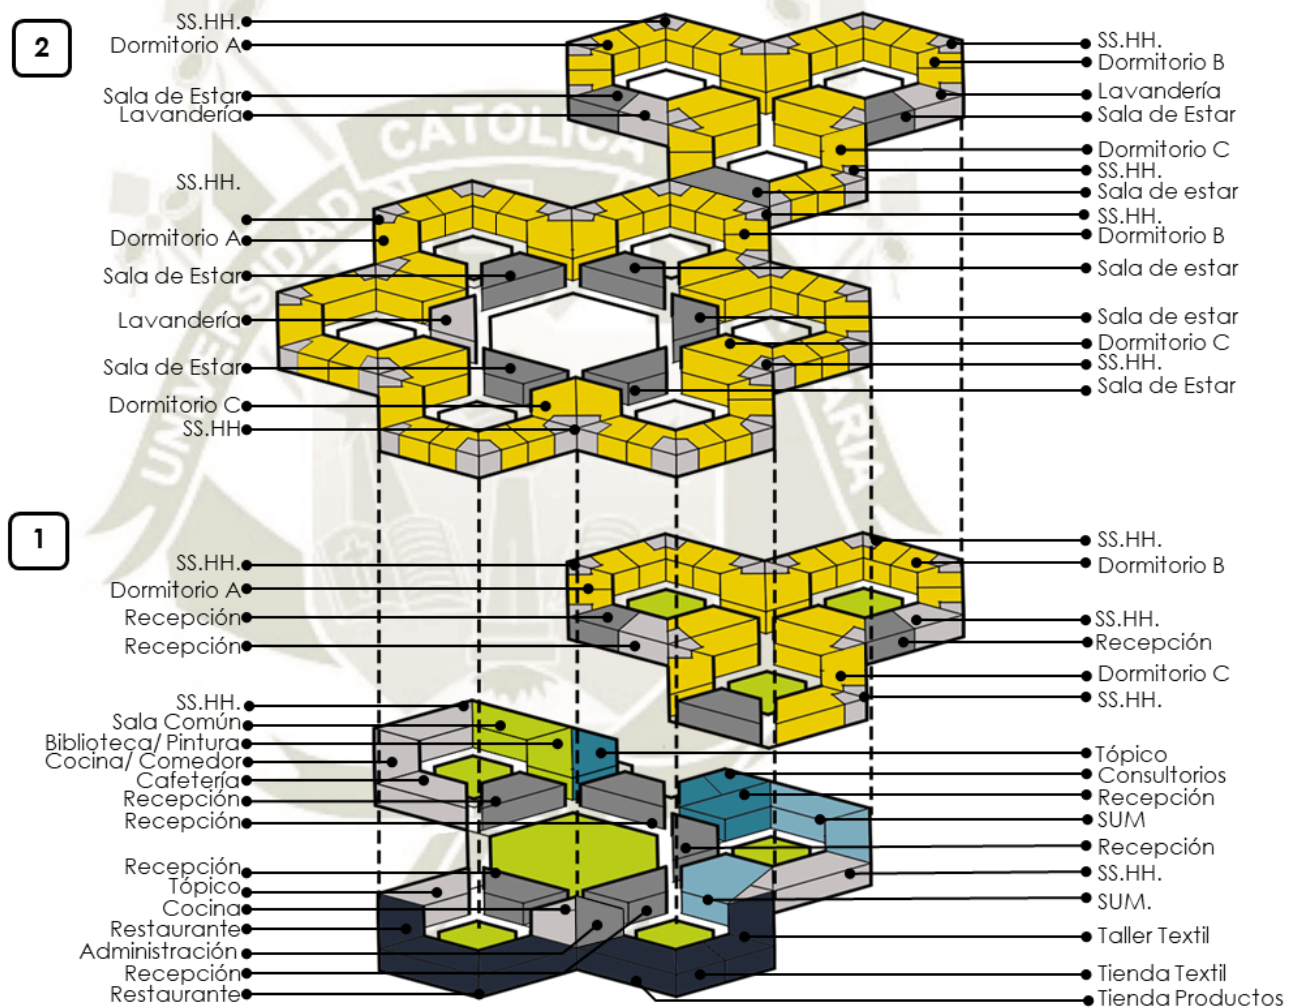 2
SS.HH.
Dormitorio A
Sala de Estar
Lavandería
SS.HH.
Dormitorio B
Lavandería
Sala de Estar
Dormitorio C
SS.HH.
Sala de estar
SS.HH.
Dormitorio B
SS.HH.
Dormitorio A
Sala de Estar
Lavandería
Sala de Estar
Dormitorio C
SS.HH
Sala de estar
Sala de estar
Dormitorio C
SS.HH.
Sala de Estar
UNIVERSIDAD CATOLICA
ARIA
1
SS.HH.
Dormitorio A
Recepción
Recepción
SS.HH.
Dormitorio B
SS.HH.
Recepción
Dormitorio C
SS.HH.
SS.HH.
Sala Común
Biblioteca/ Pintura
Cocina/ Comedor
Cafetería
Recepción
Recepción
Recepción
Tópico
Cocina
Restaurante
Administración
Recepción
Restaurante
Tópico
Consultorios
Recepción
SUM
Recepción
SS.HH.
SUM.
Taller Textil
Tienda Textil
Tienda Productos